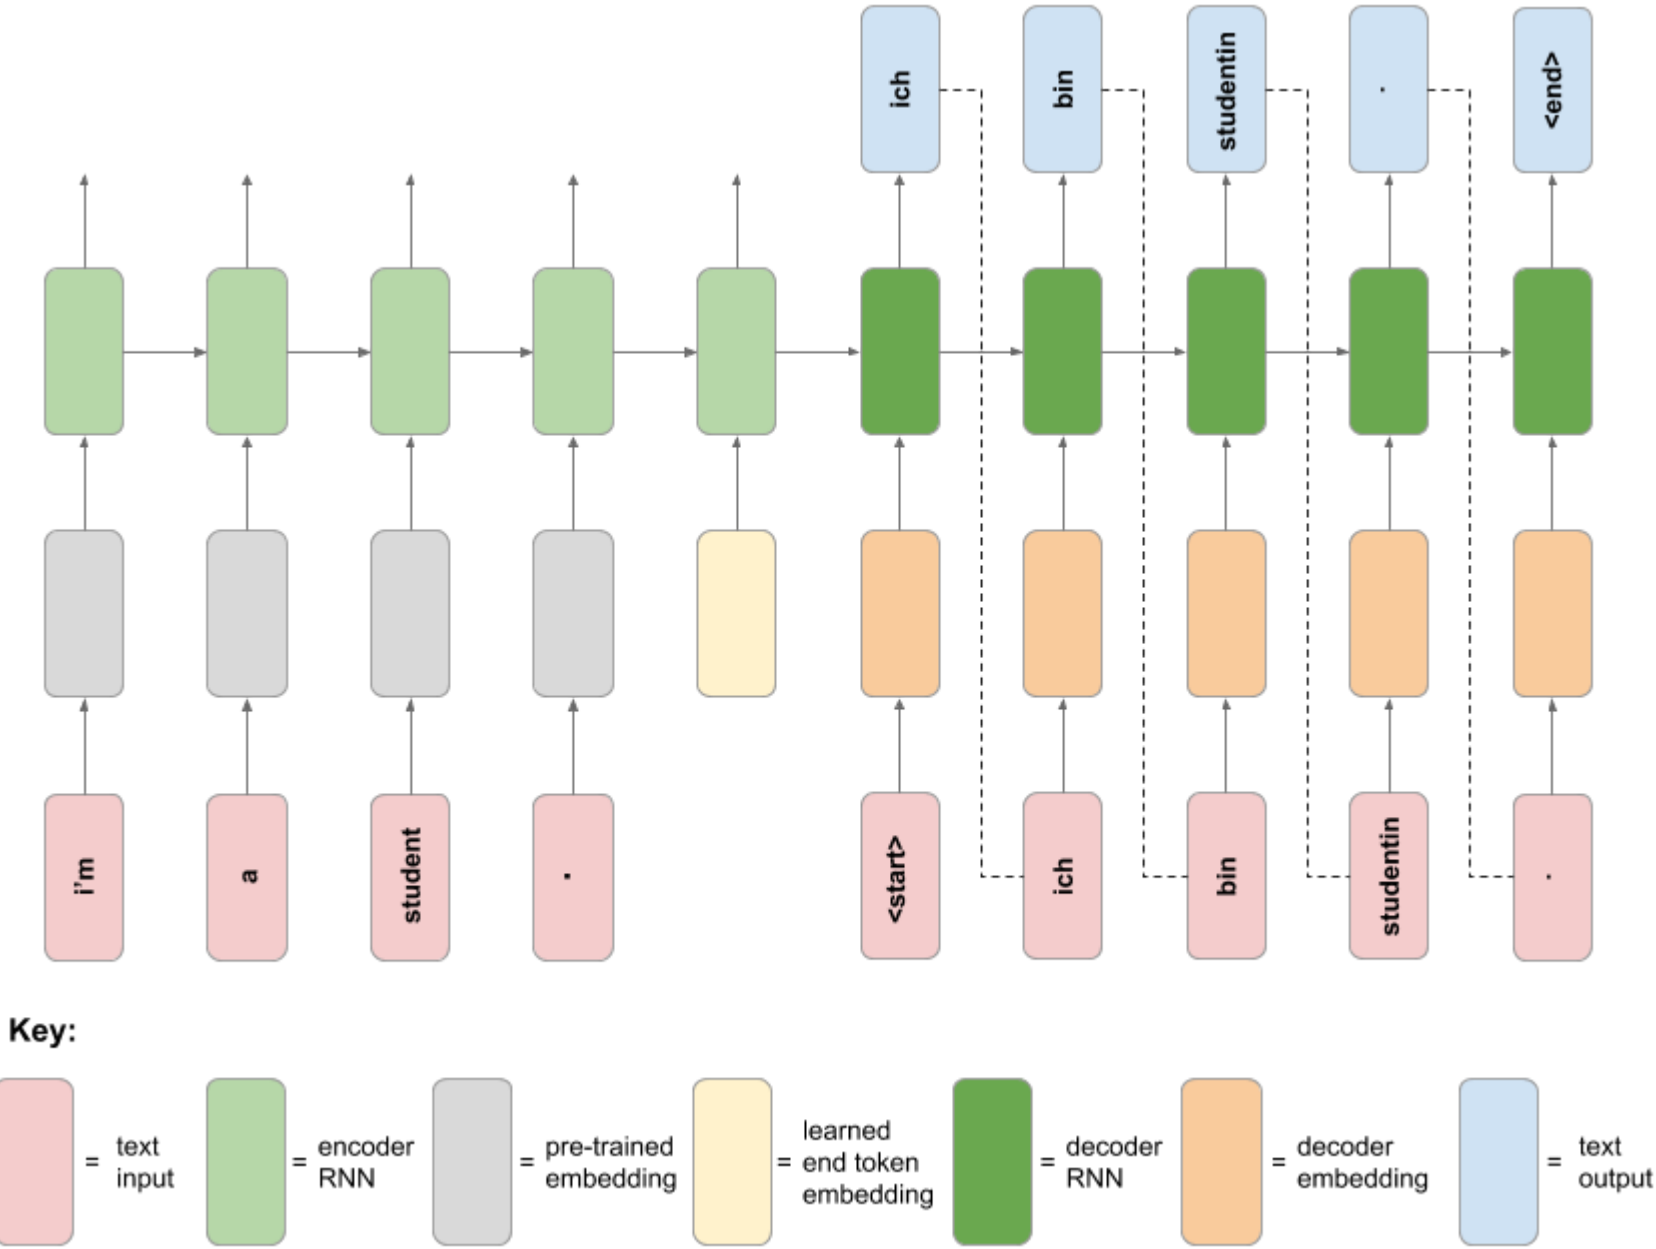 ich
bin
studentin
.
<end>
i'm
a
student
.
<start>
ich
bin
studentin
.
Key:
= text input
= encoder RNN
= pre-trained embedding
= learned end token embedding
= decoder RNN
= decoder embedding
= text output